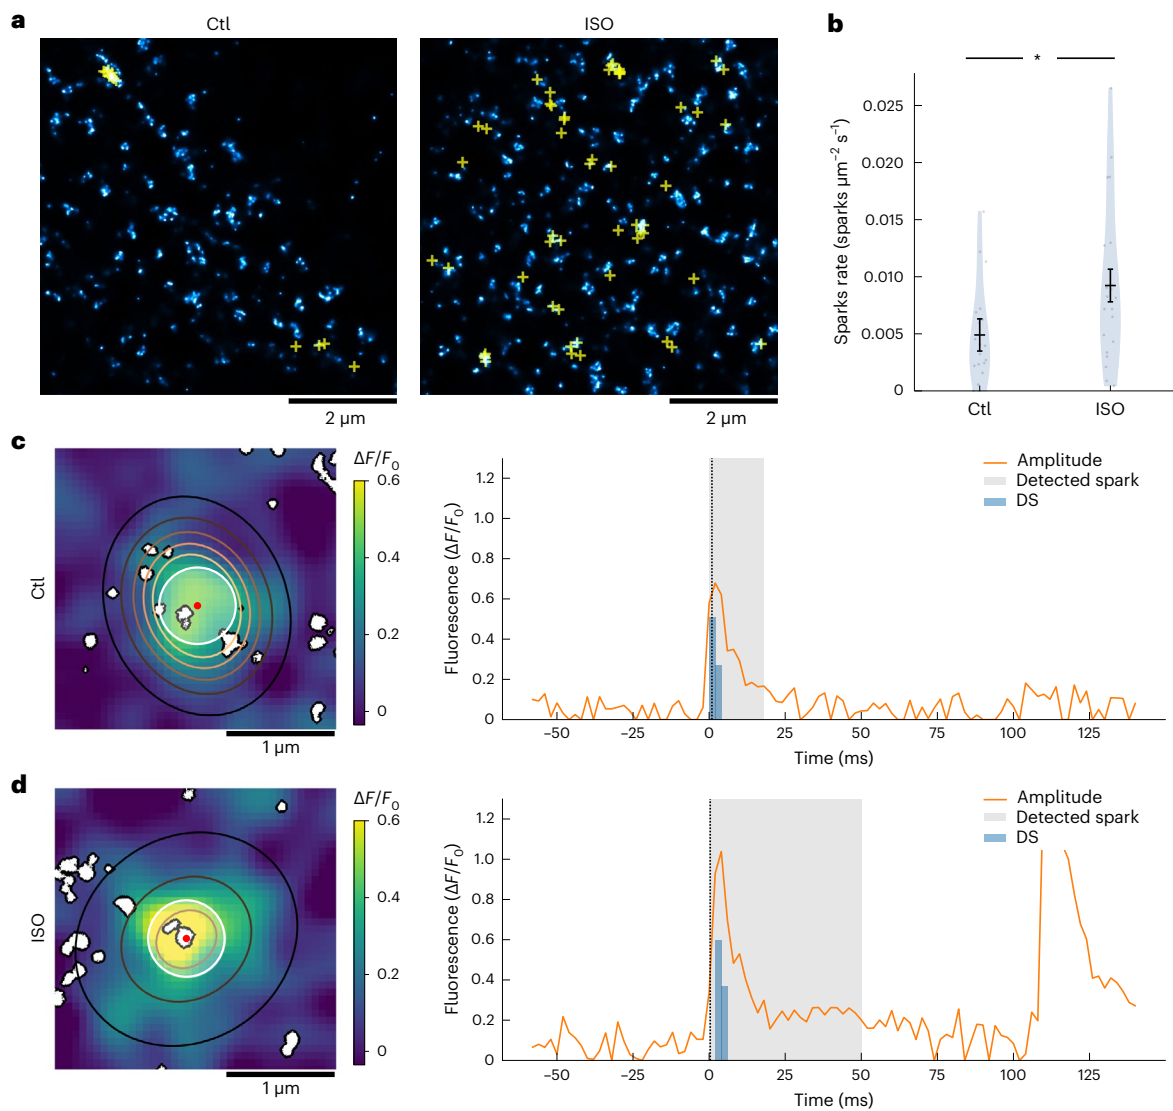 a
Ctl
ISO
2 µm
2 µm
b
*
Sparks rate (sparks µm⁻² s⁻¹)
0.025
0.020
0.015
0.010
0.005
0
Ctl
ISO
c
Ctl
ΔF/F₀
0.6
0.4
0.2
0
1 µm
Fluorescence (ΔF/F₀)
1.2
1.0
0.8
0.6
0.4
0.2
0
Amplitude
Detected spark
DS
−50
−25
0
25
50
75
100
125
Time (ms)
d
ISO
ΔF/F₀
0.6
0.4
0.2
0
1 µm
Fluorescence (ΔF/F₀)
1.2
1.0
0.8
0.6
0.4
0.2
0
Amplitude
Detected spark
DS
−50
−25
0
25
50
75
100
125
Time (ms)